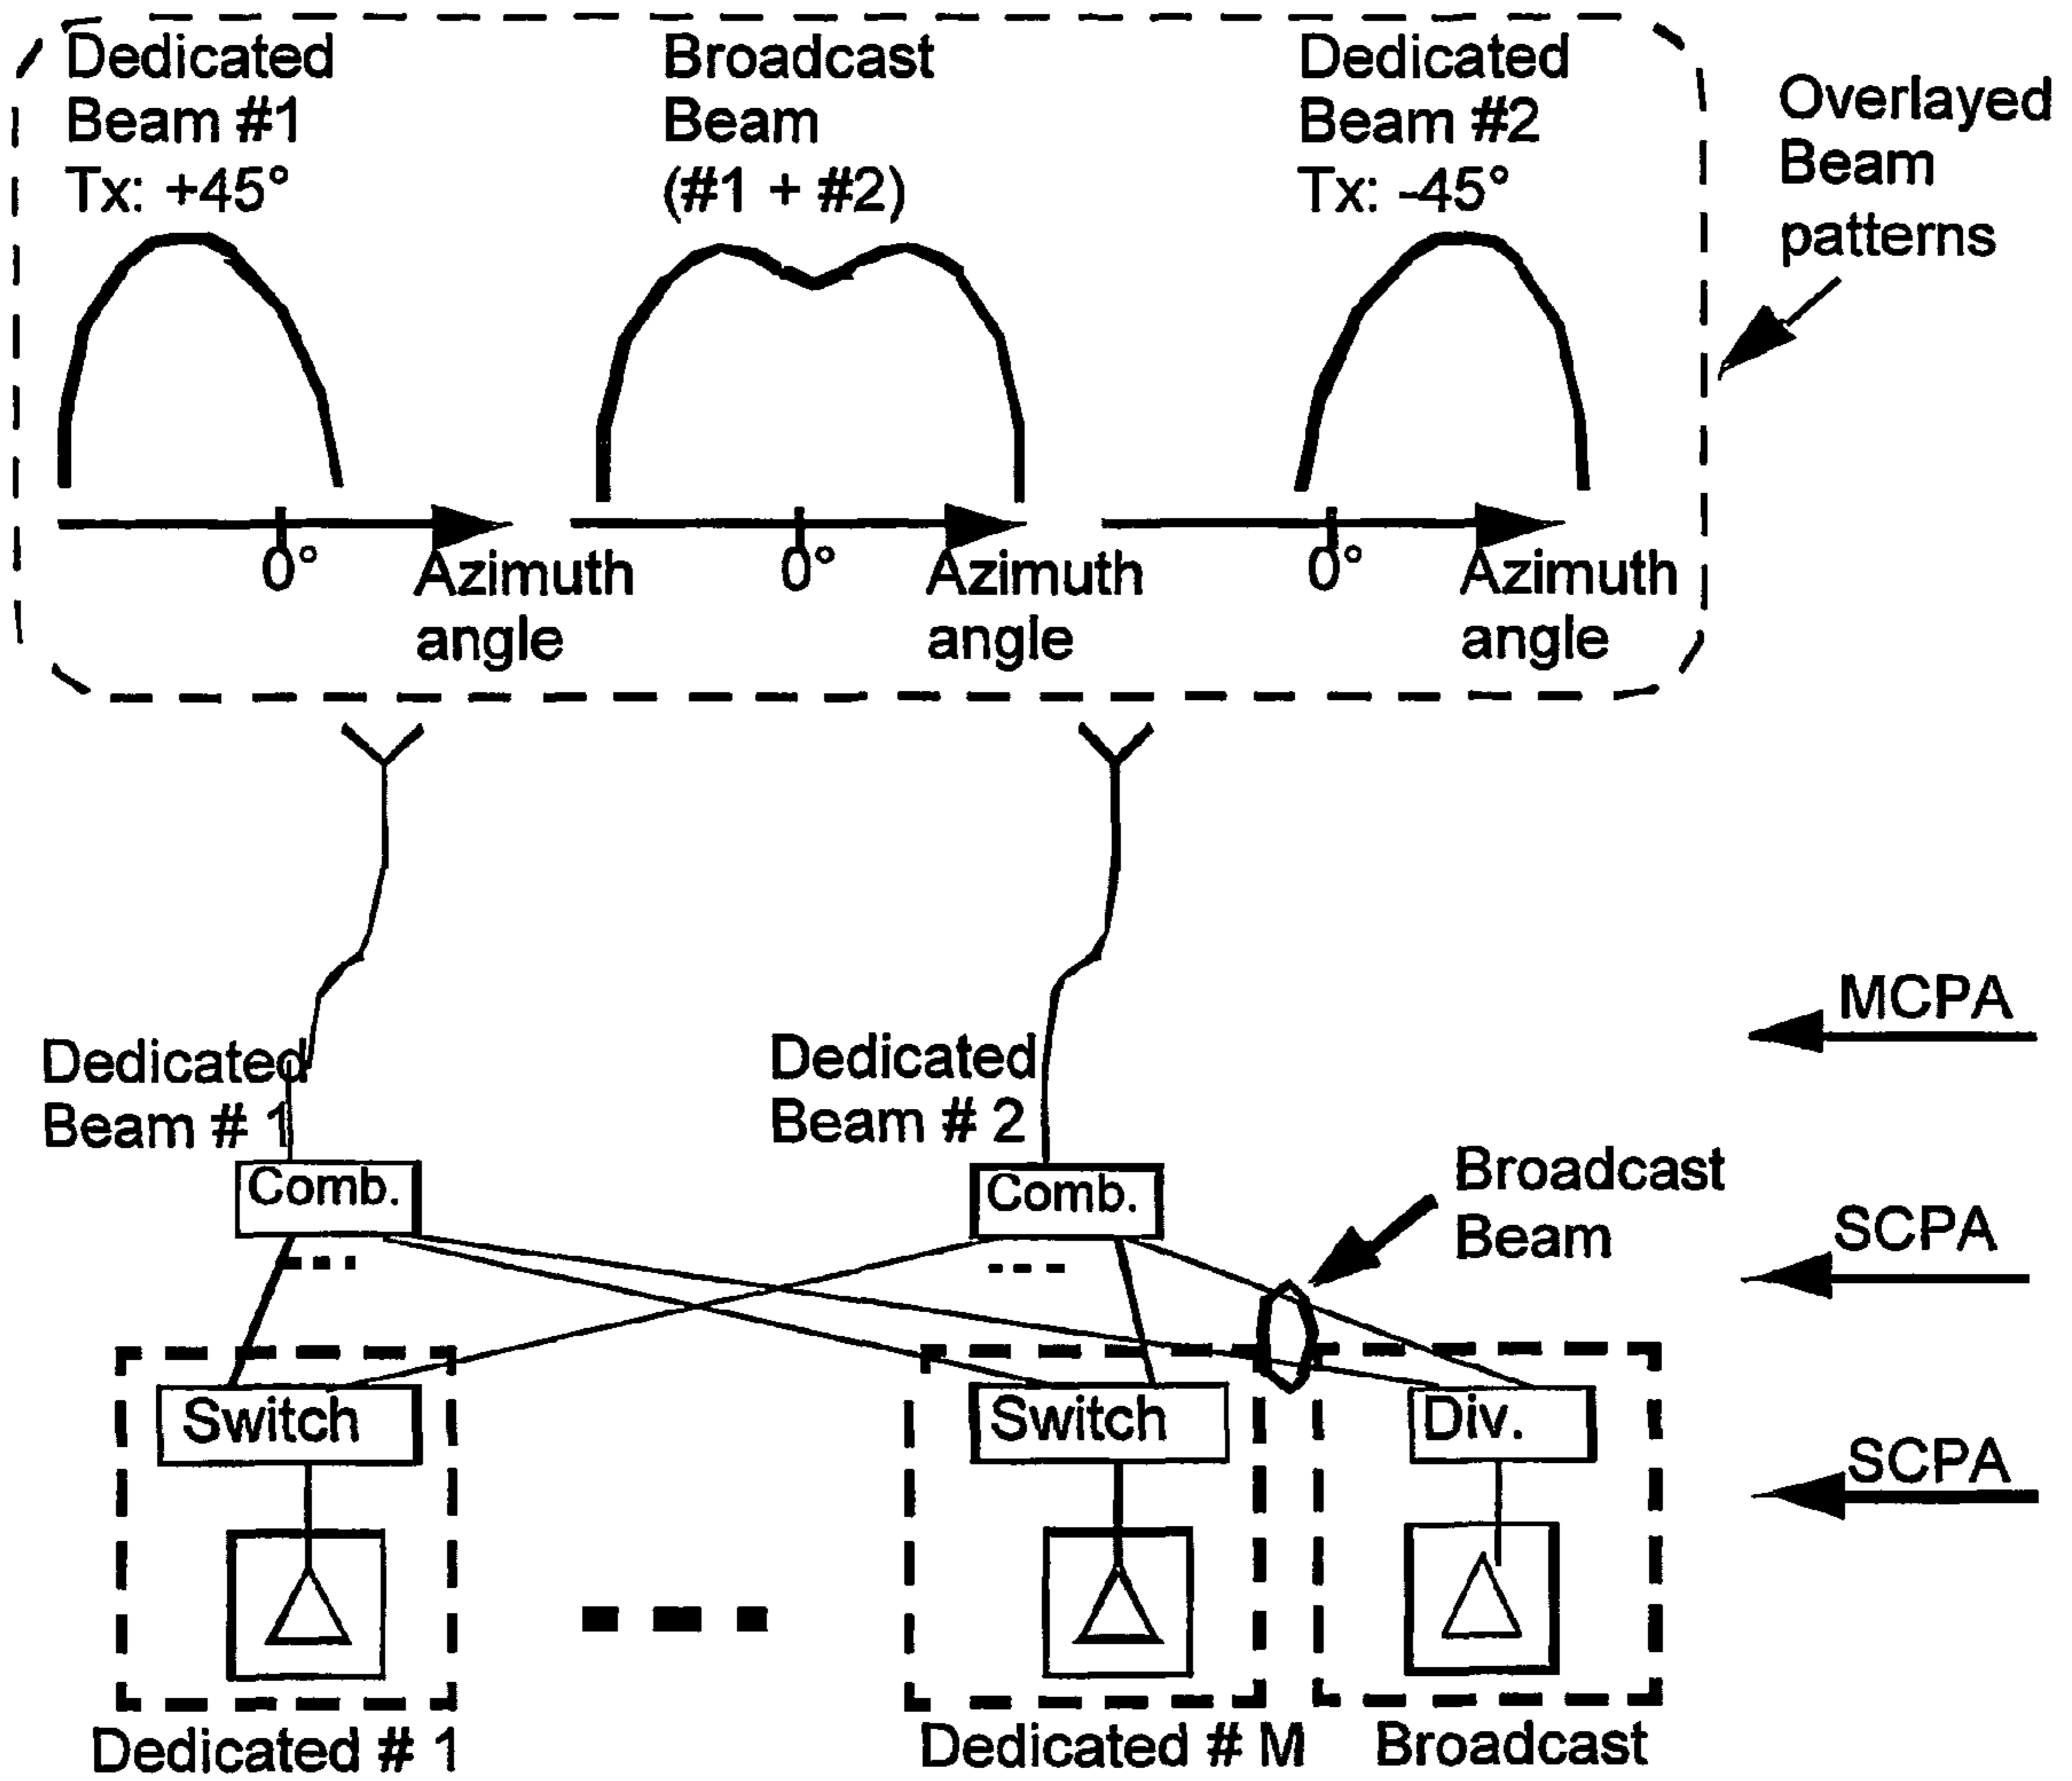 Dedicated
Beam #1
Tx: +45°
Broadcast
Beam
(#1 + #2)
Dedicated
Beam #2
Tx: -45°
Overlayed
Beam
patterns
0°
Azimuth
angle
0°
Azimuth
angle
0°
Azimuth
angle
MCPA
Dedicated
Beam # 1
Dedicated
Beam # 2
Comb.
Comb.
Broadcast
Beam
SCPA
Switch
Switch
Div.
SCPA
Dedicated # 1
Dedicated # M
Broadcast